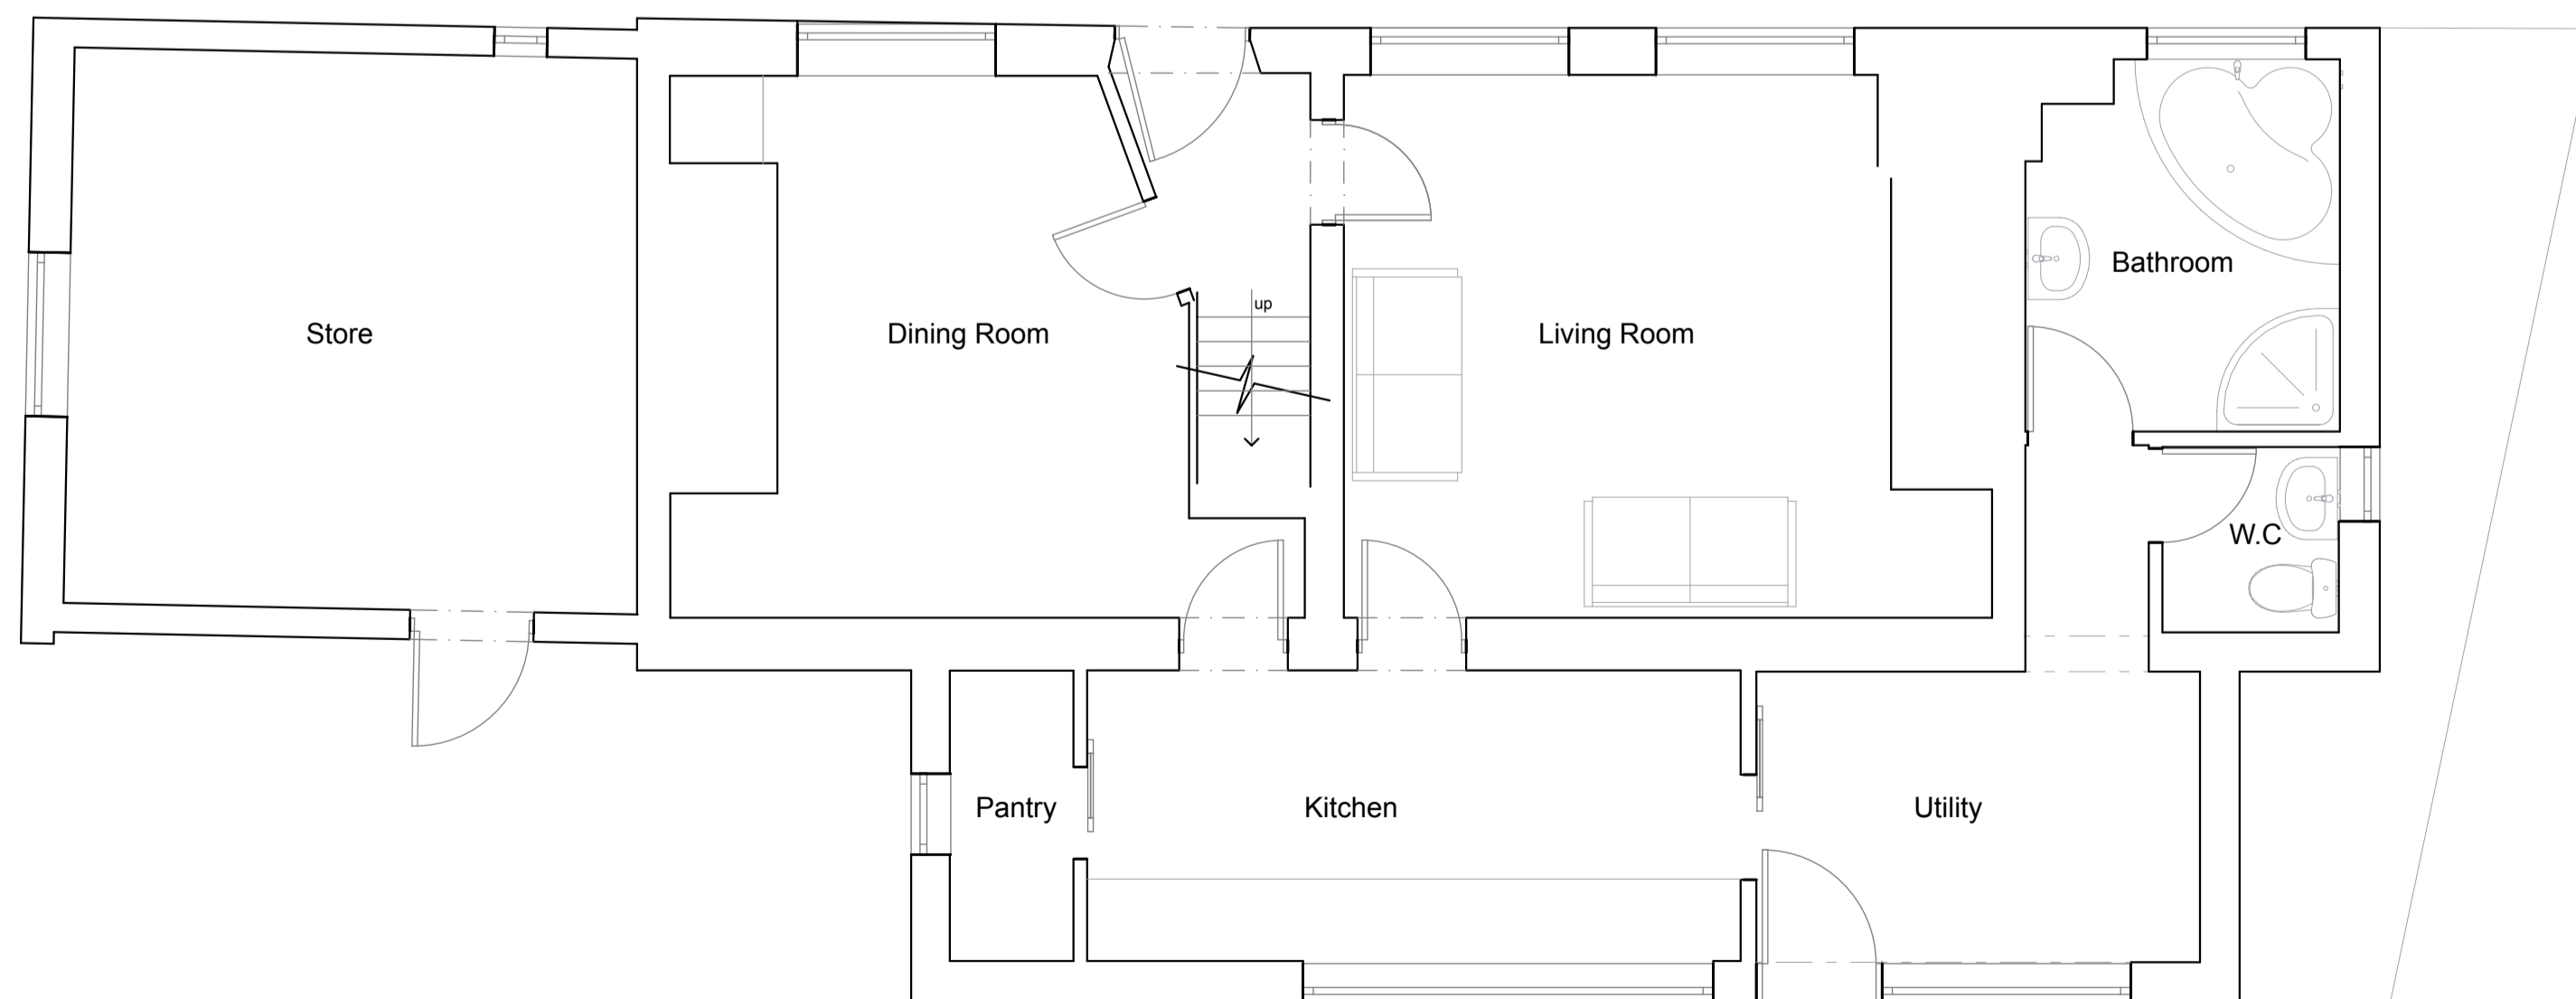 up
Bathroom
Store
Dining Room
Living Room
W.C
Pantry
Kitchen
Utility